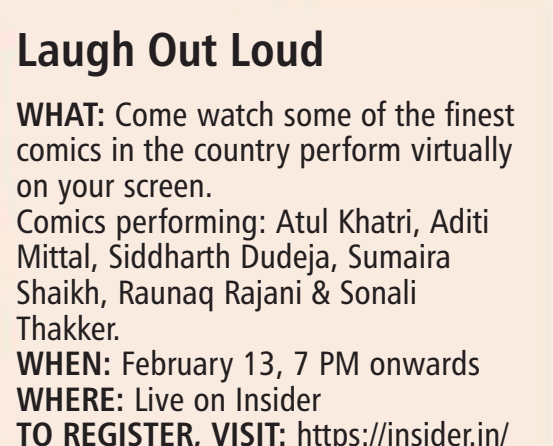 Laugh Out Loud
WHAT: Come watch some of the finest
comics in the country perform virtually
on your screen.
Comics performing: Atul Khatri, Aditi
Mittal, Siddharth Dudeja, Sumaira
Shaikh, Raunaq Rajani & Sonali
Thakker.
WHEN: February 13, 7 PM onwards
WHERE: Live on Insider
TO REGISTER, VISIT: https://insider.in/